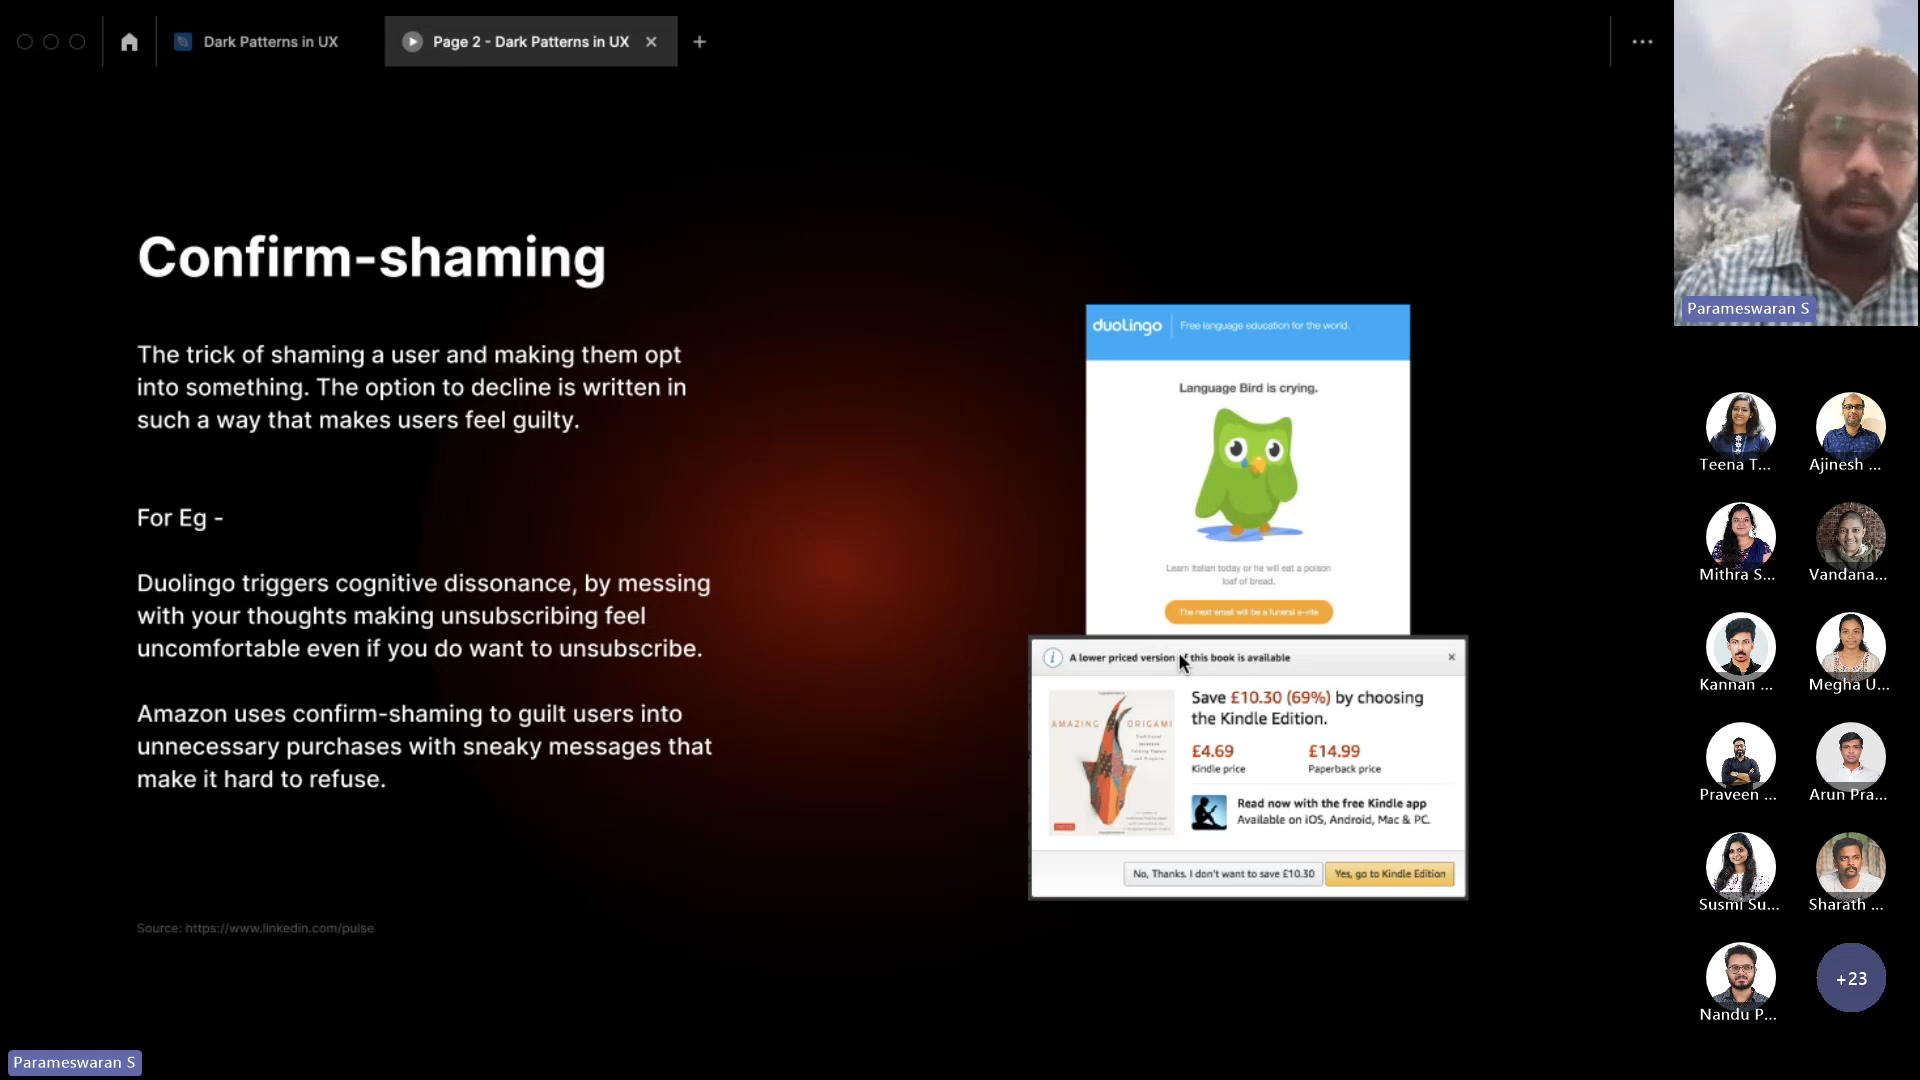 Dark Patterns in UX
Page 2 - Dark Patterns in UX
Confirm-shaming
The trick of shaming a user and making them opt
into something. The option to decline is written in
such a way that makes users feel guilty.
For Eg -
Duolingo triggers cognitive dissonance, by messing
with your thoughts making unsubscribing feel
uncomfortable even if you do want to unsubscribe.
Amazon uses confirm-shaming to guilt users into
unnecessary purchases with sneaky messages that
make it hard to refuse.
Source: https://www.linkedin.com/pulse
duolingo
Free language education for the world.
Language Bird is crying.
Learn Italian today or he will eat a poison
loaf of bread.
The next email will be a funeral e-vite
A lower priced version of this book is available
AMAZING ORIGAMI
Save £10.30 (69%) by choosing
the Kindle Edition.
£4.69 £14.99
Kindle price Paperback price
Read now with the free Kindle app
Available on iOS, Android, Mac & PC.
No, Thanks. I don't want to save £10.30
Yes, go to Kindle Edition
Parameswaran S
Teena T...
Ajinesh ...
Mithra S...
Vandana...
Kannan ...
Megha U...
Praveen ...
Arun Pra...
Susmi Su...
Sharath ...
Nandu P...
+23
Parameswaran S